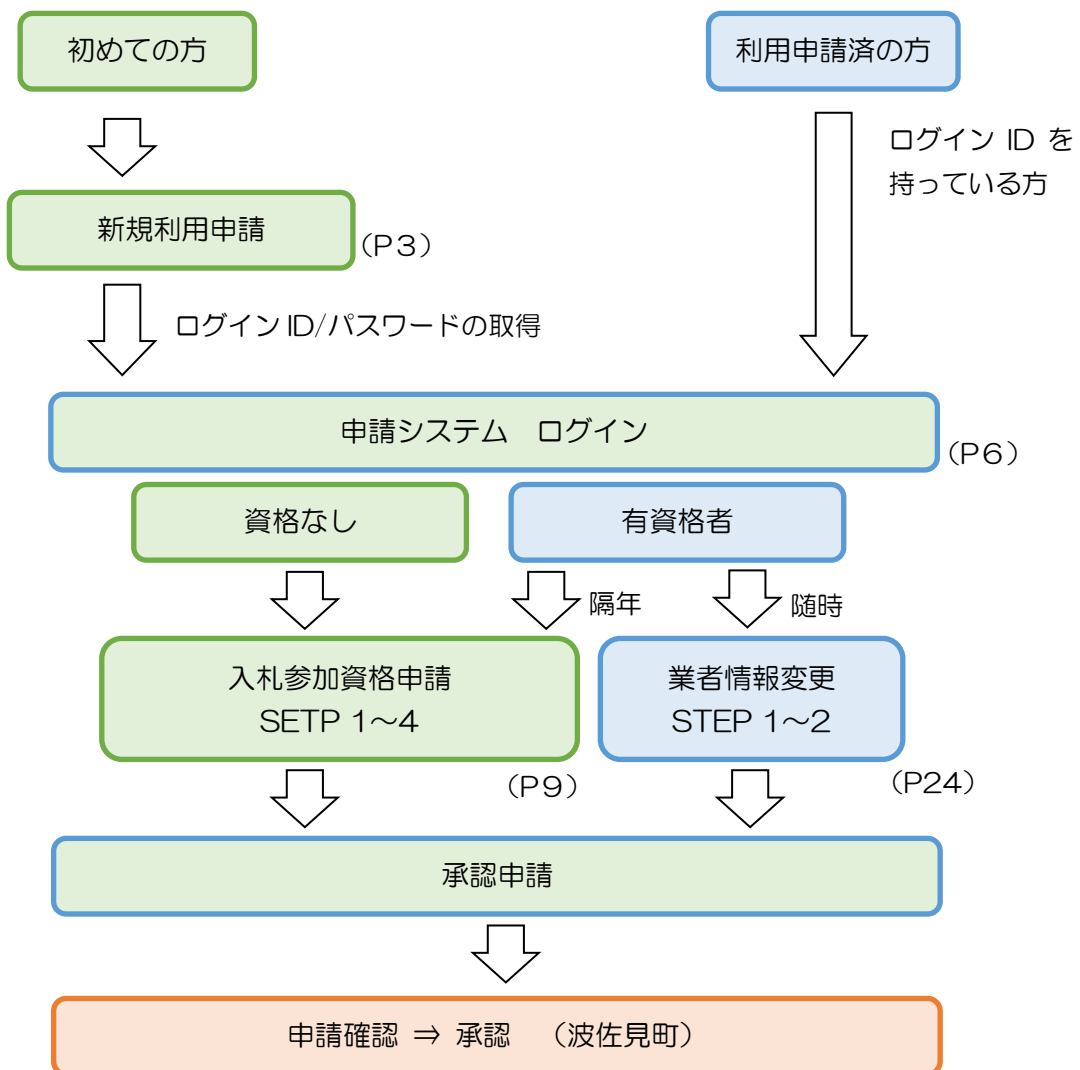 初めての方
利用申請済の方
ログイン ID を
持っている方
新規利用申請
(P3)
ログイン ID/パスワードの取得
申請システム　ログイン
(P6)
資格なし
有資格者
隔年
随時
入札参加資格申請
SETP 1～4
(P9)
業者情報変更
STEP 1～2
(P24)
承認申請
申請確認 ⇒ 承認　（波佐見町）